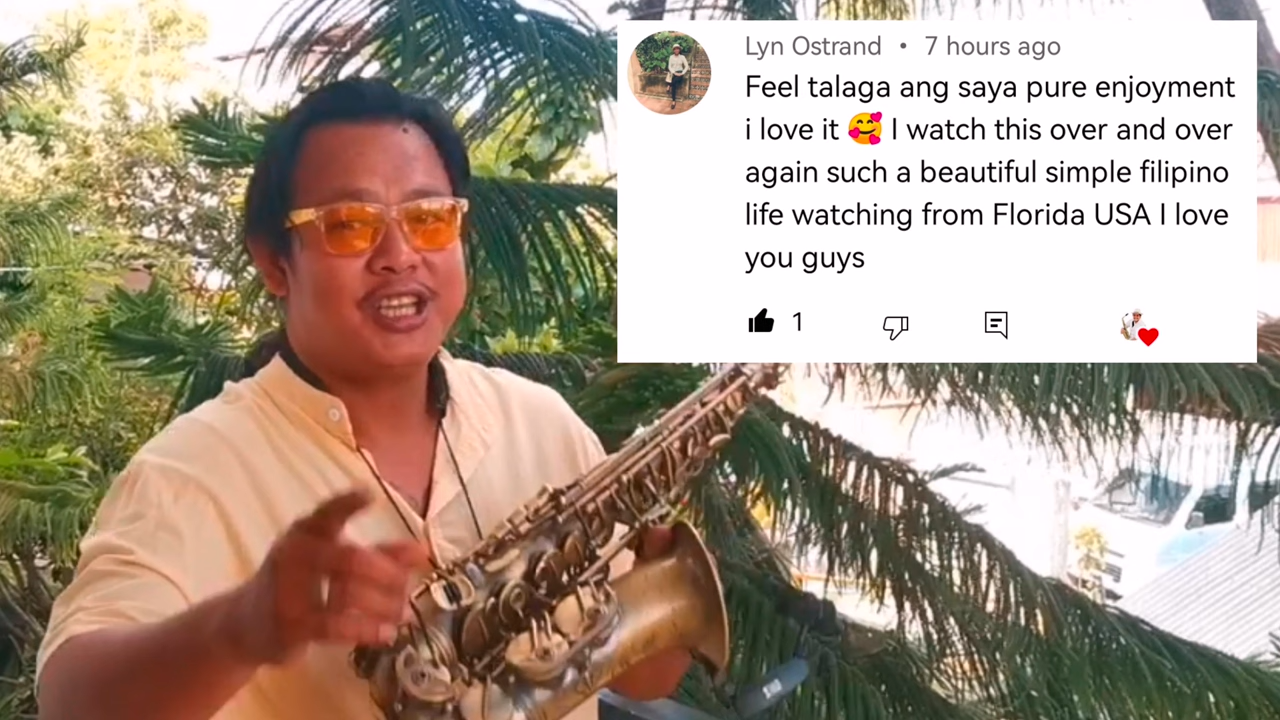 Lyn Ostrand • 7 hours ago
Feel talaga ang saya pure enjoyment
i love it 🥰 I watch this over and over
again such a beautiful simple filipino
life watching from Florida USA I love
you guys
1